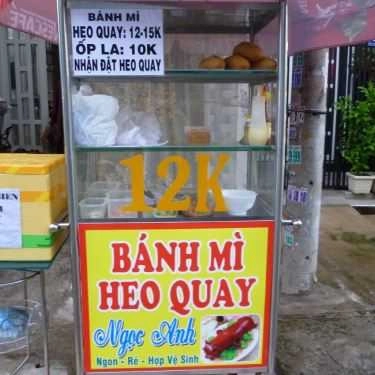 BÁNH MÌ
HEO QUAY: 12-15K
ỐP LA: 10K
NHẬN ĐẶT HEO QUAY
12K
BÁNH MÌ
HEO QUAY
Ngọc Anh
Ngon - Rẻ - Hợp Vệ Sinh